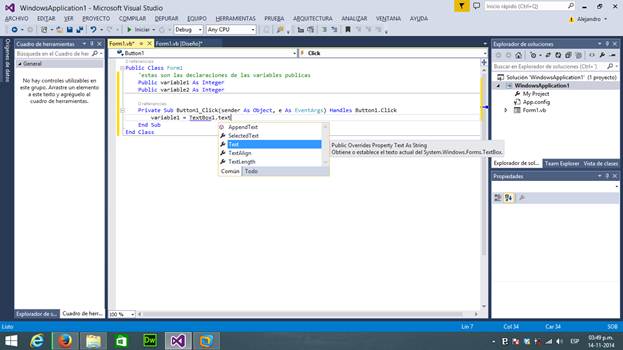 WindowsApplication1 - Microsoft Visual Studio
Inicio rápido (Ctrl+Q)
ARCHIVO EDITAR VER PROYECTO COMPILAR DEPURAR EQUIPO HERRAMIENTAS PRUEBA ARQUITECTURA ANALIZAR VENTANA AYUDA
Alejandro
Iniciar Debug Any CPU
Orígenes de datos
Cuadro de herramientas
Buscar en Cuadro de herramientas
General
No hay controles utilizables en
este grupo. Arrastre un elemento
a este texto y agréguelo al
cuadro de herramientas.
Explorador de s... Cuadro de herr...
Form1.vb* Form1.vb [Diseño]*
Button1 Click
0 referencias
Public Class Form1
'estas son las declaraciones de las variables publicas
Public variable1 As Integer
Public variable2 As Integer
0 referencias
Private Sub Button1_Click(sender As Object, e As EventArgs) Handles Button1.Click
variable1 = TextBox1.text
End Sub
End Class
AppendText
SelectedText
Text
TextAlign
TextLength
Común Todo
Public Overrides Property Text As String
Obtiene o establece el texto actual del System.Windows.Forms.TextBox.
100 %
Explorador de soluciones
Buscar en Explorador de soluciones (Ctrl+')
Solución 'WindowsApplication1' (1 proyecto)
WindowsApplication1
My Project
App.config
Form1.vb
Explorador de sol... Team Explorer Vista de clases
Propiedades
Listo Lín 7 Col 34 Car 34 SOB
Dw
ESP
03:49 p.m.
14-11-2014